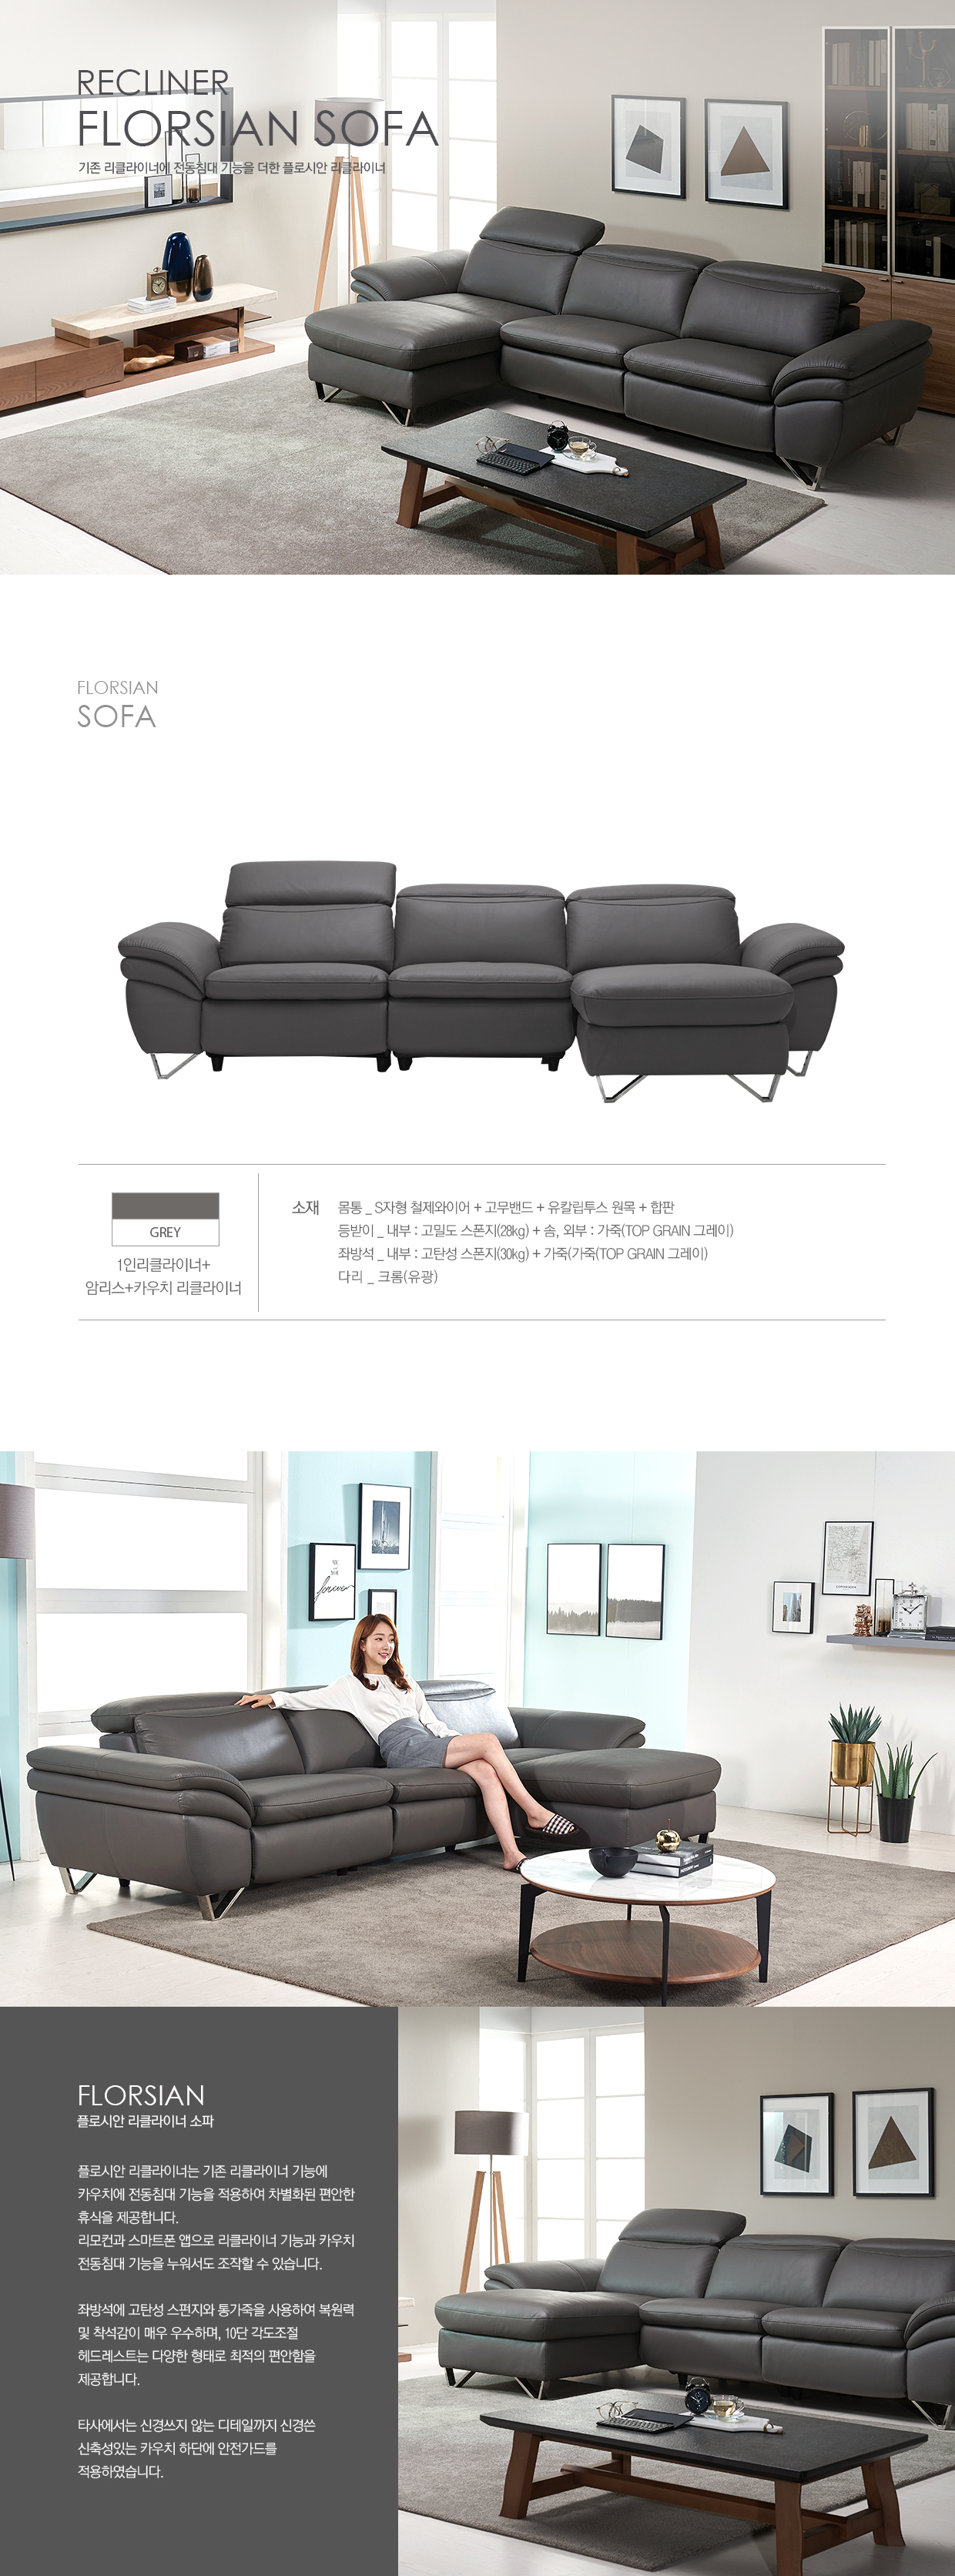 RECLINER
FLORSIAN SOFA
기존 리클라이너에 전동침대 기능을 더한 플로시안 리클라이너
FLORSIAN
SOFA
GREY
1인리클라이너+
암리스+카우치 리클라이너
소재 몸통 _ S자형 철제와이어 + 고무밴드 + 유칼립투스 원목 + 합판
등받이 _ 내부 : 고밀도 스폰지(28kg) + 솜, 외부 : 가죽(TOP GRAIN 그레이)
좌방석 _ 내부 : 고탄성 스폰지(30kg) + 가죽(가죽(TOP GRAIN 그레이)
다리 _ 크롬(유광)
forever
FLORSIAN
플로시안 리클라이너 소파
플로시안 리클라이너는 기존 리클라이너 기능에
카우치에 전동침대 기능을 적용하여 차별화된 편안한
휴식을 제공합니다.
리모컨과 스마트폰 앱으로 리클라이너 기능과 카우치
전동침대 기능을 누워서도 조작할 수 있습니다.
좌방석에 고탄성 스펀지와 통가죽을 사용하여 복원력
및 착석감이 매우 우수하며, 10단 각도조절
헤드레스트는 다양한 형태로 최적의 편안함을
제공합니다.
타사에서는 신경쓰지 않는 디테일까지 신경쓴
신축성있는 카우치 하단에 안전가드를
적용하였습니다.